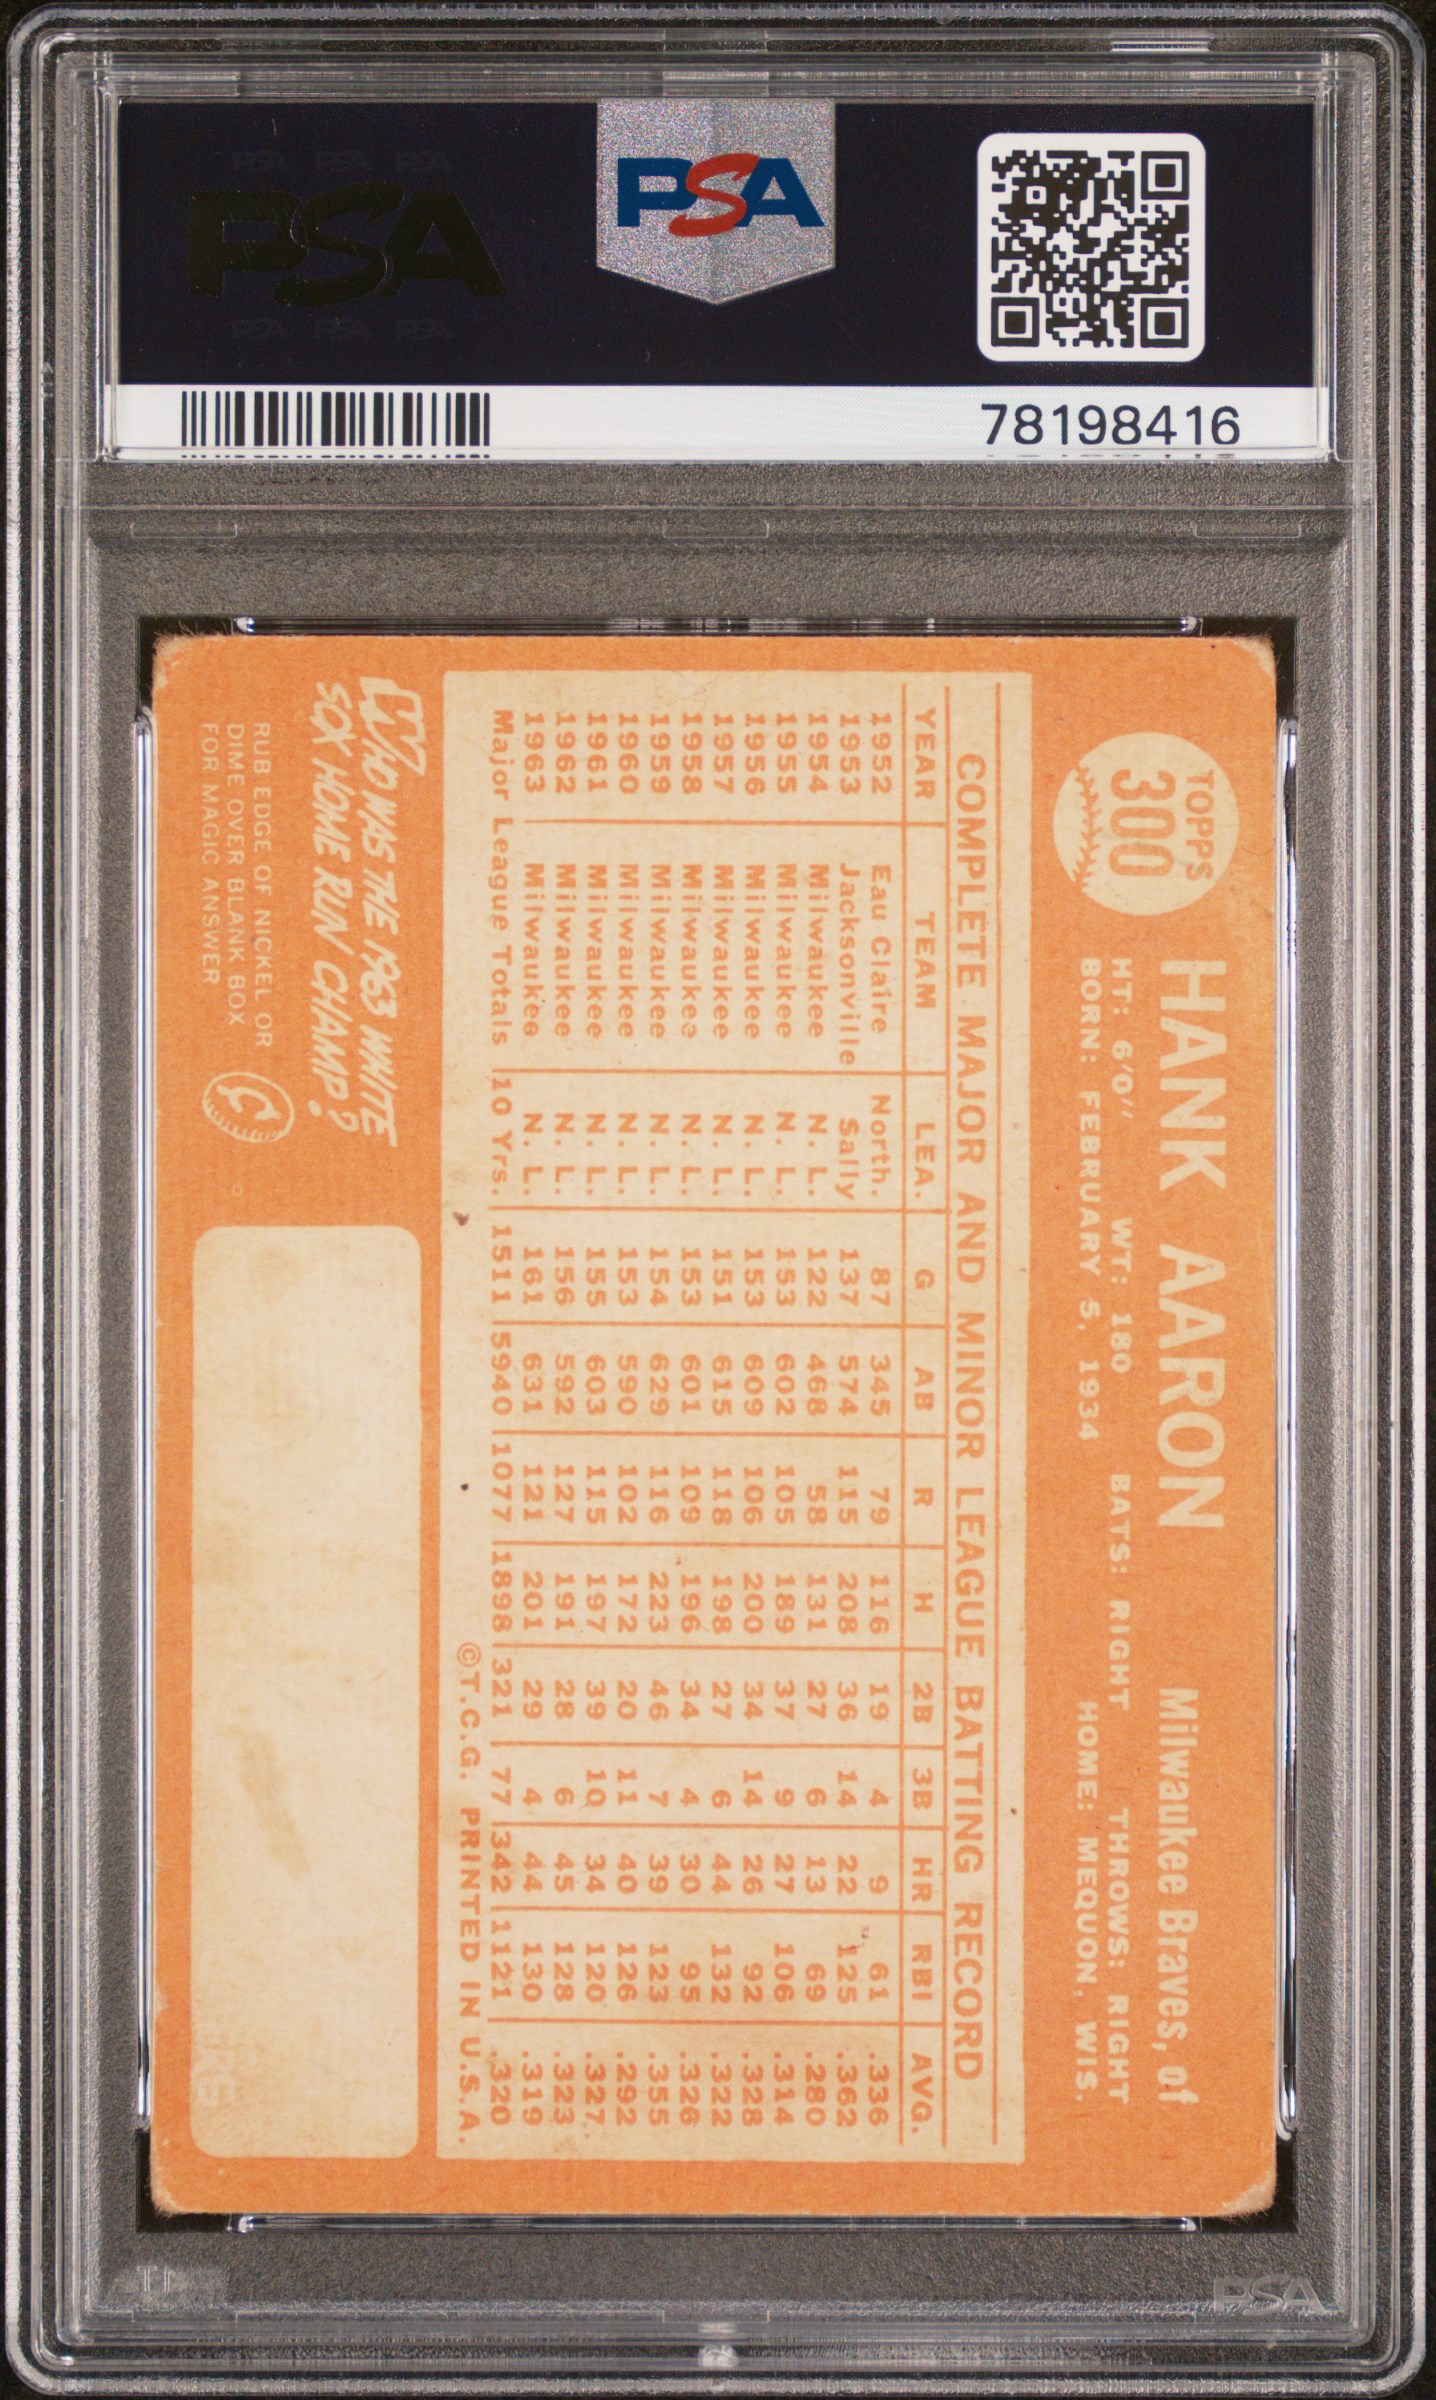 PSA
PSA PSA PSA
PSA
PSA PSA PSA
78198416
TOPPS
300
HANK AARON Milwaukee Braves, of
HT: 6'0" WT: 180 BATS: RIGHT THROWS: RIGHT
BORN: FEBRUARY 5, 1934 HOME: MEQUON, WIS.
COMPLETE MAJOR AND MINOR LEAGUE BATTING RECORD
YEAR TEAM LEA. G AB R H 2B 3B HR RBI AVG.
1952 Eau Claire North. 87 345 79 116 19 4 9 61 .336
1953 Jacksonville Sally 137 574 115 208 36 14 22 125 .362
1954 Milwaukee N. L. 122 468 58 131 27 6 13 69 .280
1955 Milwaukee N. L. 153 602 105 189 37 9 27 106 .314
1956 Milwaukee N. L. 153 609 106 200 34 14 26 92 .328
1957 Milwaukee N. L. 151 615 118 198 27 6 44 132 .322
1958 Milwaukee N. L. 153 601 109 196 34 4 30 95 .326
1959 Milwaukee N. L. 154 629 116 223 46 7 39 123 .355
1960 Milwaukee N. L. 153 590 102 172 20 11 40 126 .292
1961 Milwaukee N. L. 155 603 115 197 39 10 34 120 .327
1962 Milwaukee N. L. 156 592 127 191 28 6 45 128 .323
1963 Milwaukee N. L. 161 631 121 201 29 4 44 130 .319
Major League Totals 10 Yrs. 1511 5940 1077 1898 321 77 342 1121 .320
©T.C.G. PRINTED IN U.S.A.
WHO WAS THE 1963 WHITE
SOX HOME RUN CHAMP?
RUB EDGE OF NICKEL OR
DIME OVER BLANK BOX
FOR MAGIC ANSWER
C
PSA